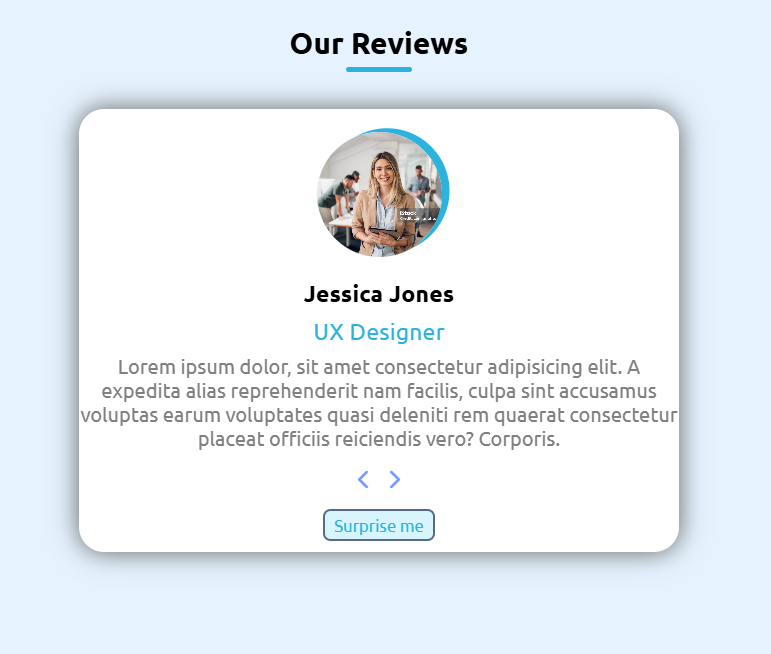 Our Reviews
iStock
Jessica Jones
UX Designer
Lorem ipsum dolor, sit amet consectetur adipisicing elit. A
expedita alias reprehenderit nam facilis, culpa sint accusamus
voluptas earum voluptates quasi deleniti rem quaerat consectetur
placeat officiis reiciendis vero? Corporis.
Surprise me